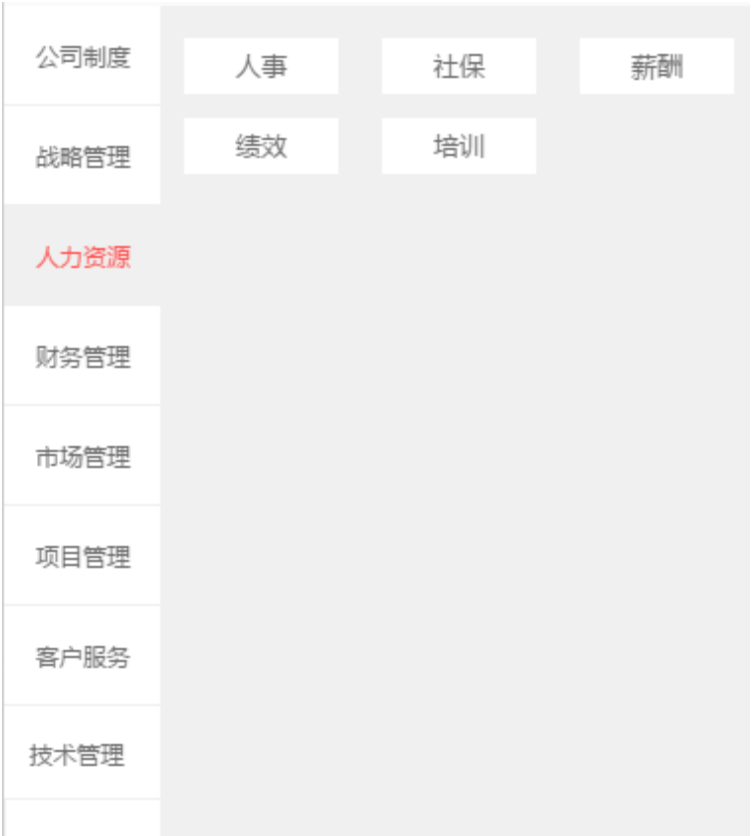 公司制度
战略管理
人力资源
财务管理
市场管理
项目管理
客户服务
技术管理
人事 社保 薪酬
绩效 培训